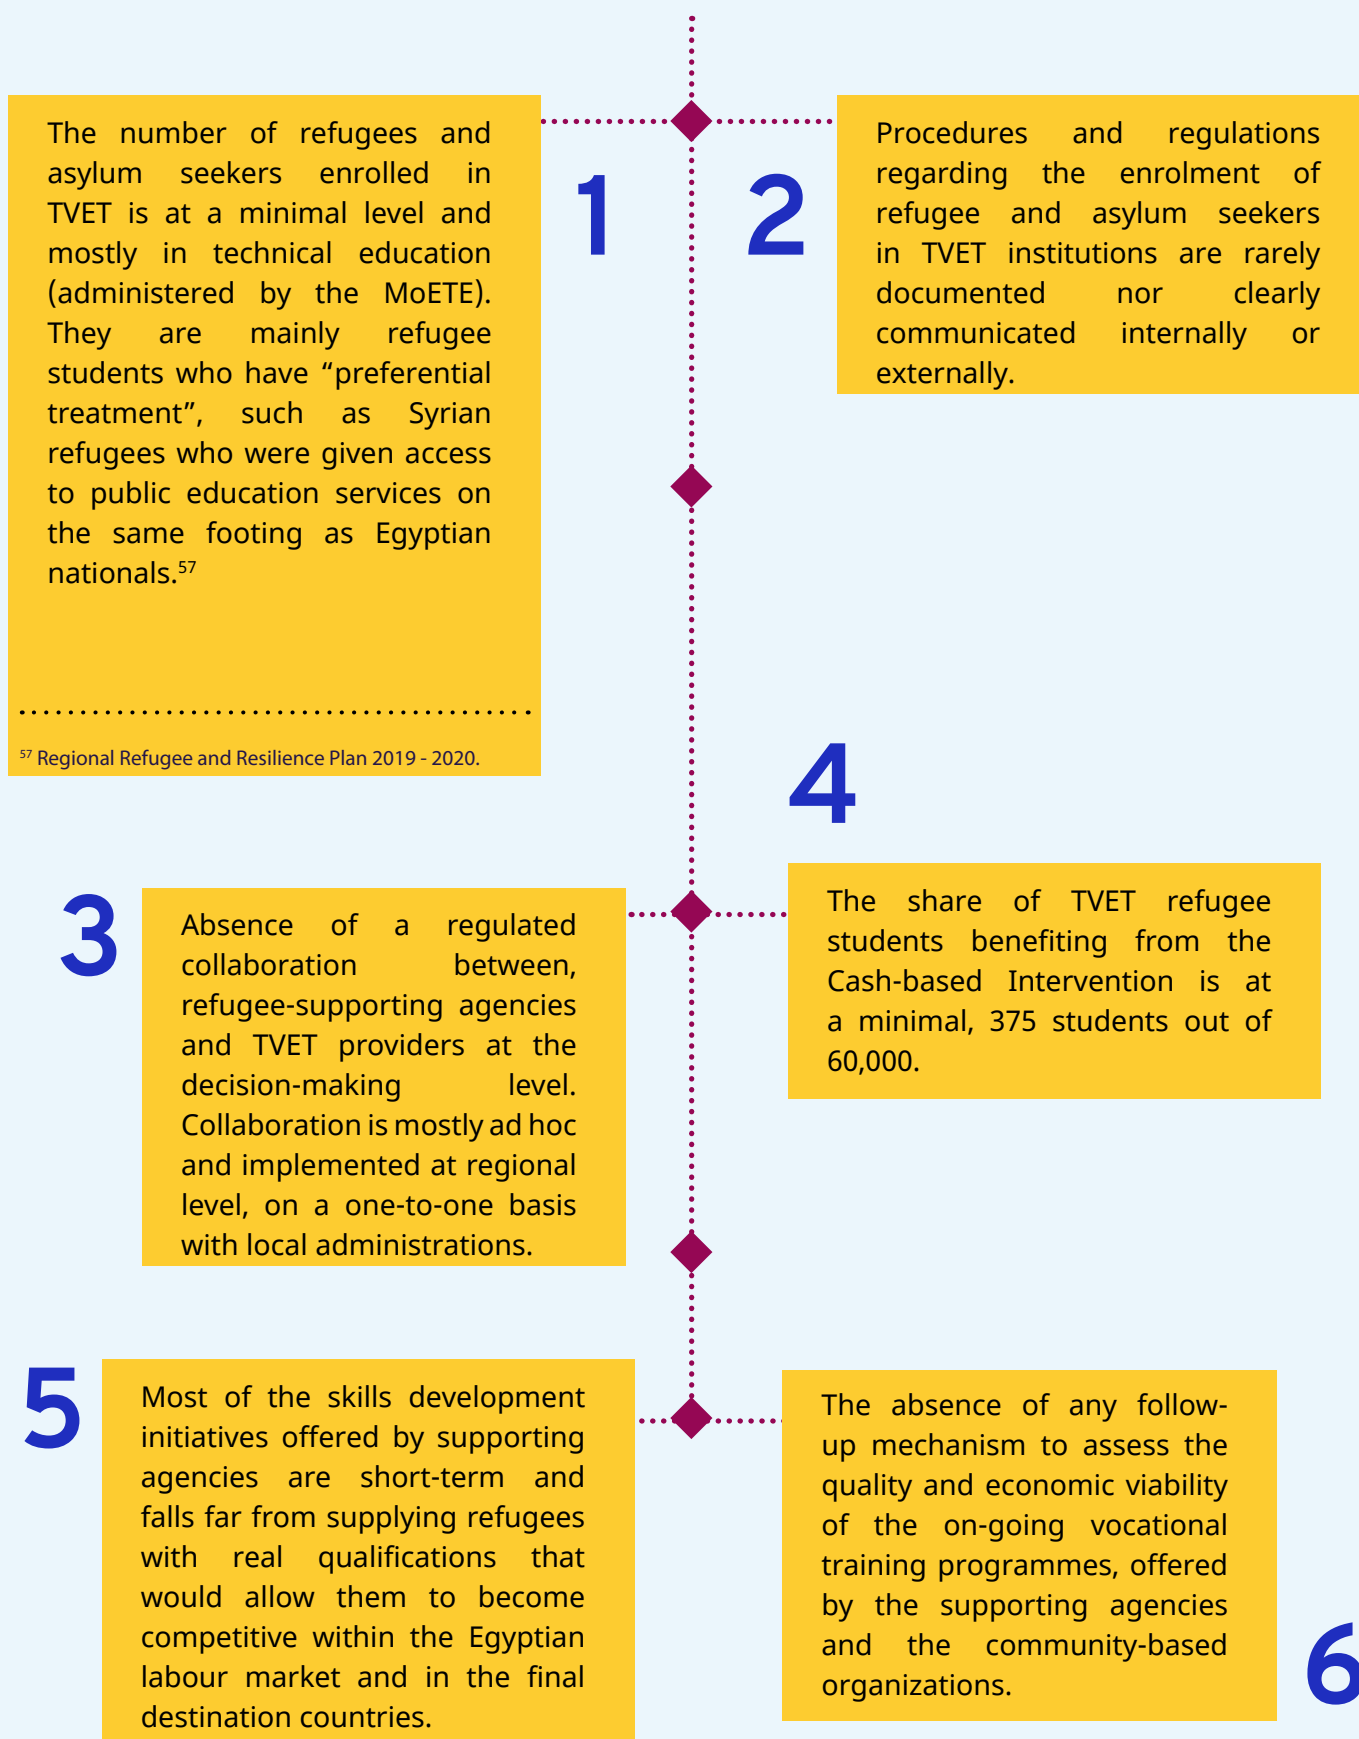 1
The number of refugees and
asylum seekers enrolled in
TVET is at a minimal level and
mostly in technical education
(administered by the MoETE).
They are mainly refugee
students who have “preferential
treatment”, such as Syrian
refugees who were given access
to public education services on
the same footing as Egyptian
nationals.57
57 Regional Refugee and Resilience Plan 2019 - 2020.
2
Procedures and regulations
regarding the enrolment of
refugee and asylum seekers
in TVET institutions are rarely
documented nor clearly
communicated internally or
externally.
3
Absence of a regulated
collaboration between,
refugee-supporting agencies
and TVET providers at the
decision-making level.
Collaboration is mostly ad hoc
and implemented at regional
level, on a one-to-one basis
with local administrations.
4
The share of TVET refugee
students benefiting from the
Cash-based Intervention is at
a minimal, 375 students out of
60,000.
5
Most of the skills development
initiatives offered by supporting
agencies are short-term and
falls far from supplying refugees
with real qualifications that
would allow them to become
competitive within the Egyptian
labour market and in the final
destination countries.
6
The absence of any follow-
up mechanism to assess the
quality and economic viability
of the on-going vocational
training programmes, offered
by the supporting agencies
and the community-based
organizations.